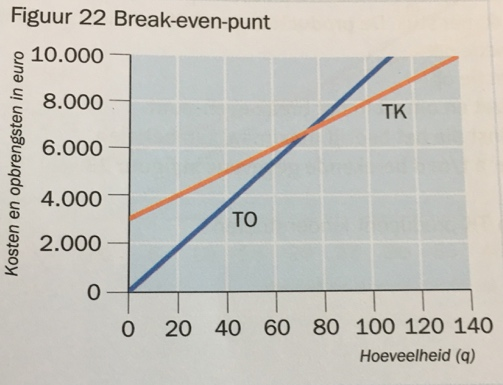 Figuur 22 Break-even-punt
Kosten en opbrengsten in euro
10.000
8.000
6.000
4.000
2.000
0
TK
TO
0 20 40 60 80 100 120 140
Hoeveelheid (q)